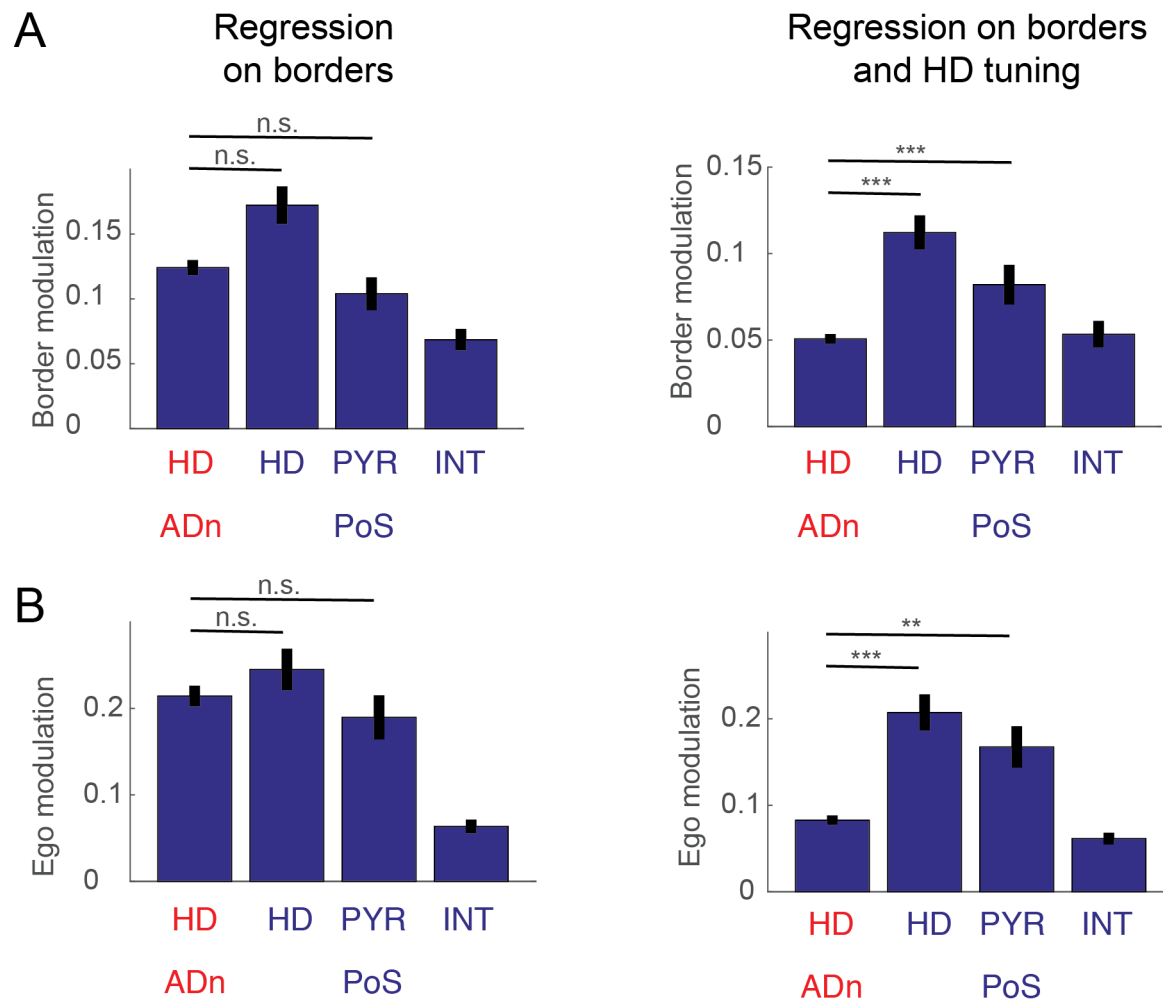 A
Regression
on borders
Regression on borders
and HD tuning
n.s.
n.s.
Border modulation
0.15
0.1
0.05
0
HD
HD
PYR
INT
ADn
PoS
***
***
Border modulation
0.15
0.1
0.05
0
HD
HD
PYR
INT
ADn
PoS
B
n.s.
n.s.
Ego modulation
0.2
0.1
0
HD
HD
PYR
INT
ADn
PoS
**
***
Ego modulation
0.2
0.1
0
HD
HD
PYR
INT
ADn
PoS